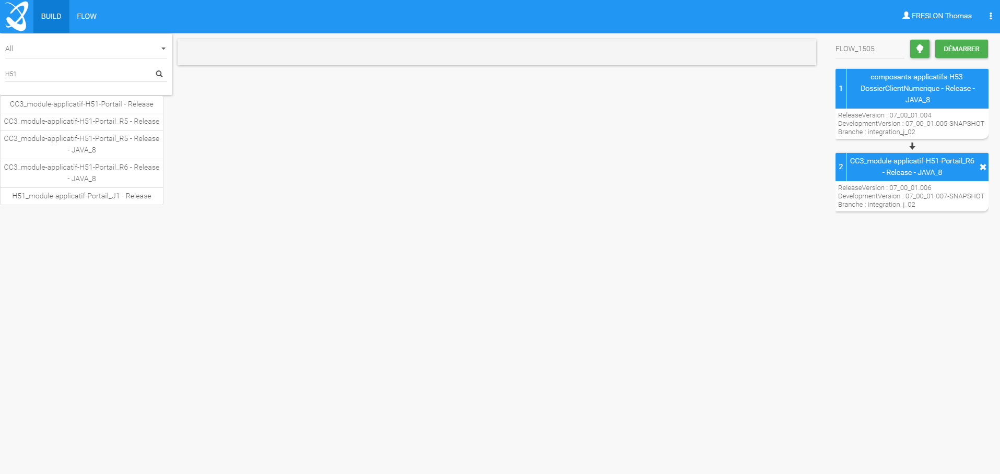 BUILD
FLOW
FRESLON Thomas
All
H51
CC3_module-applicatif-H51-Portail - Release
CC3_module-applicatif-H51-Portail_R5 - Release
CC3_module-applicatif-H51-Portail_R5 - Release
- JAVA_8
CC3_module-applicatif-H51-Portail_R6 - Release
- JAVA_8
H51_module-applicatif-Portail_J1 - Release
FLOW_1505
DÉMARRER
1
composants-applicatifs-H53-
DossierClientNumerique - Release -
JAVA_8
ReleaseVersion : 07_00_01.004
DevelopmentVersion : 07_00_01.005-SNAPSHOT
Branche : integration_j_02
2
CC3_module-applicatif-H51-Portail_R6
- Release - JAVA_8
ReleaseVersion : 07_00_01.006
DevelopmentVersion : 07_00_01.007-SNAPSHOT
Branche : integration_j_02